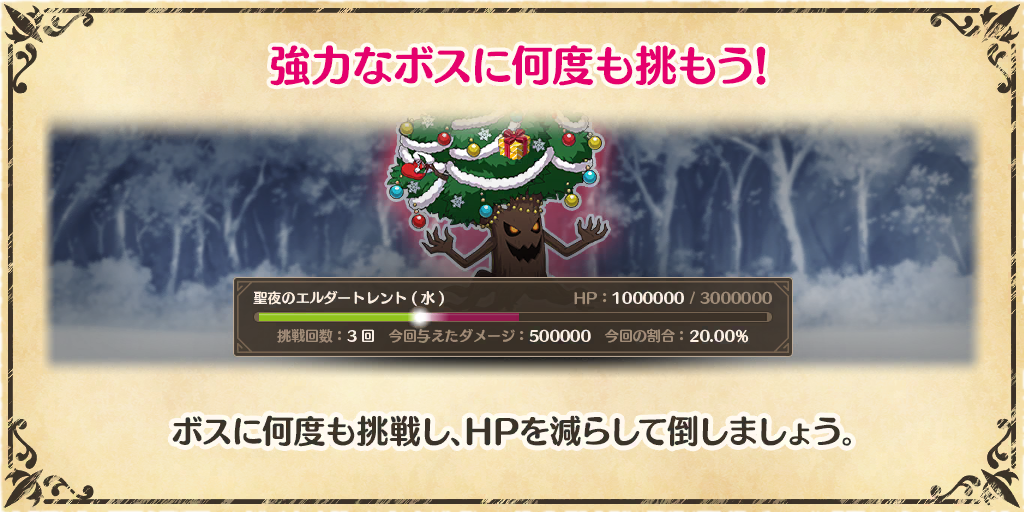 強力なボスに何度も挑もう!
聖夜のエルダートレント（水） HP：1000000 / 3000000
挑戦回数：3回 今回与えたダメージ：500000 今回の割合：20.00%
ボスに何度も挑戦し、HPを減らして倒しましょう。